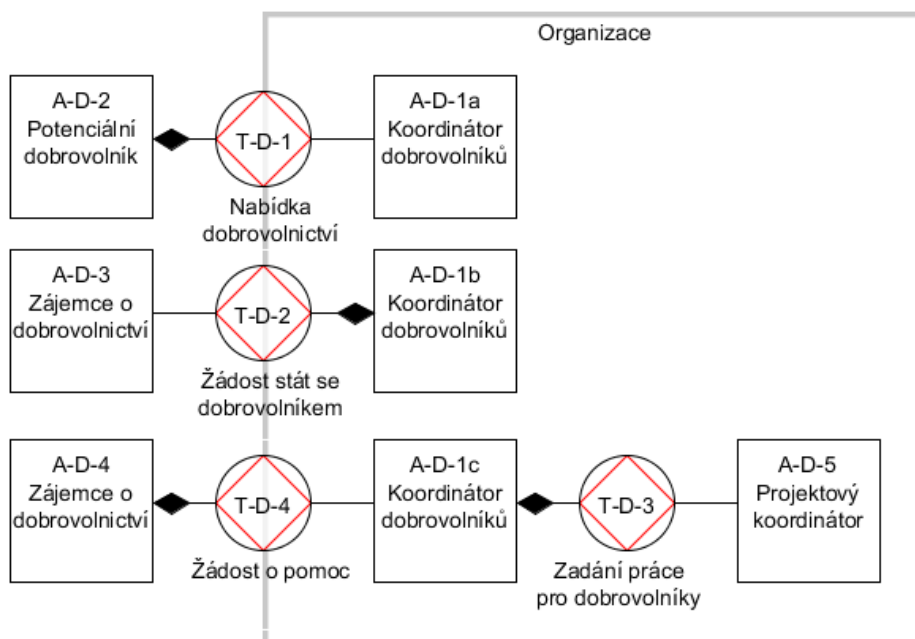 Organizace
A-D-2
Potenciální
dobrovolník
T-D-1
Nabídka
dobrovolnictví
A-D-1a
Koordinátor
dobrovolníků
A-D-3
Zájemce o
dobrovolnictví
T-D-2
Žádost stát se
dobrovolníkem
A-D-1b
Koordinátor
dobrovolníků
A-D-4
Zájemce o
dobrovolnictví
T-D-4
Žádost o pomoc
A-D-1c
Koordinátor
dobrovolníků
T-D-3
Zadání práce
pro dobrovolníky
A-D-5
Projektový
koordinátor